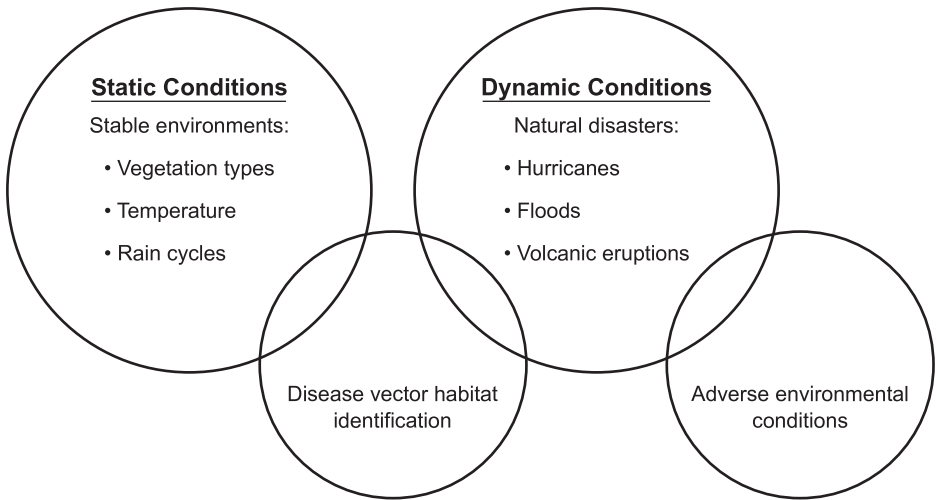 Static Conditions
Stable environments:
• Vegetation types
• Temperature
• Rain cycles
Dynamic Conditions
Natural disasters:
• Hurricanes
• Floods
• Volcanic eruptions
Disease vector habitat
identification
Adverse environmental
conditions